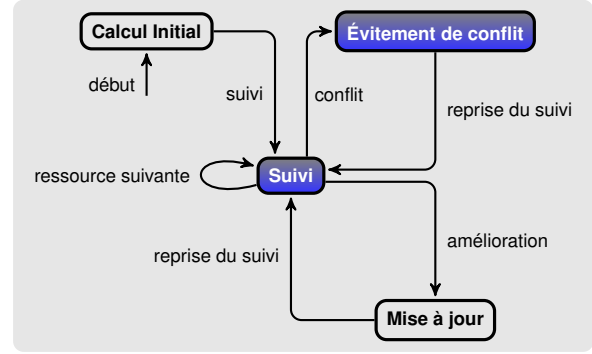 Calcul Initial
Évitement de conflit
début
suivi
conflit
reprise du suivi
ressource suivante
Suivi
reprise du suivi
amélioration
Mise à jour